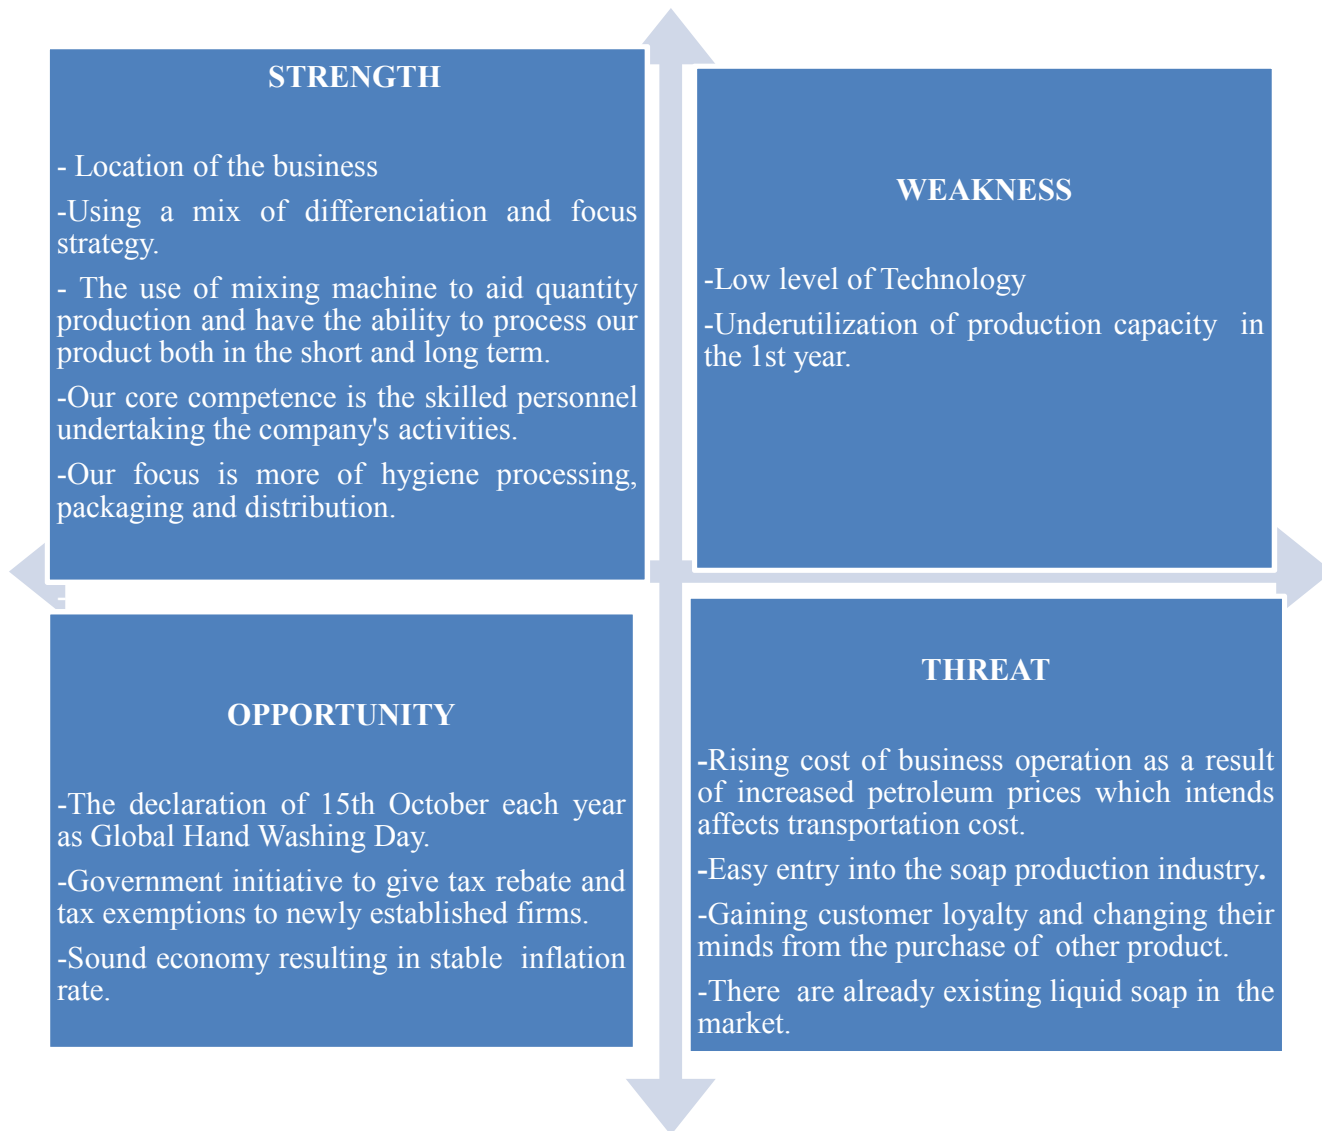 STRENGTH
- Location of the business
-Using a mix of differenciation and focus
strategy.
- The use of mixing machine to aid quantity
production and have the ability to process our
product both in the short and long term.
-Our core competence is the skilled personnel
undertaking the company's activities.
-Our focus is more of hygiene processing,
packaging and distribution.
WEAKNESS
-Low level of Technology
-Underutilization of production capacity in
the 1st year.
OPPORTUNITY
-The declaration of 15th October each year
as Global Hand Washing Day.
-Government initiative to give tax rebate and
tax exemptions to newly established firms.
-Sound economy resulting in stable inflation
rate.
THREAT
-Rising cost of business operation as a result
of increased petroleum prices which intends
affects transportation cost.
-Easy entry into the soap production industry.
-Gaining customer loyalty and changing their
minds from the purchase of other product.
-There are already existing liquid soap in the
market.